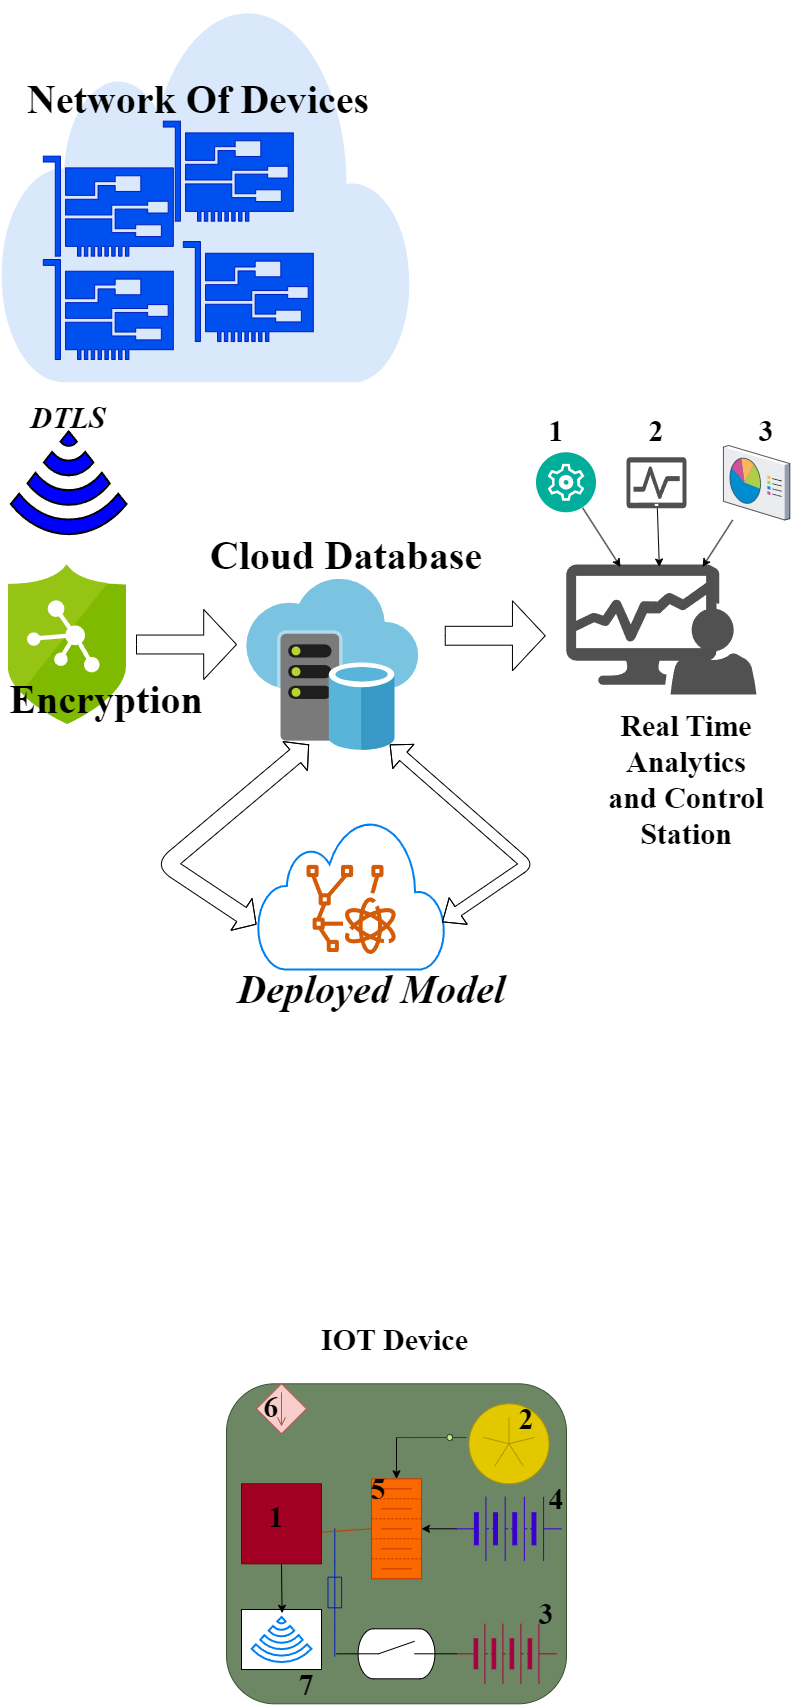 Network Of Devices
DTLS
1
2
3
Cloud Database
Encryption
Real Time
Analytics
and Control
Station
Deployed Model
IOT Device
6
2
5
4
1
3
7